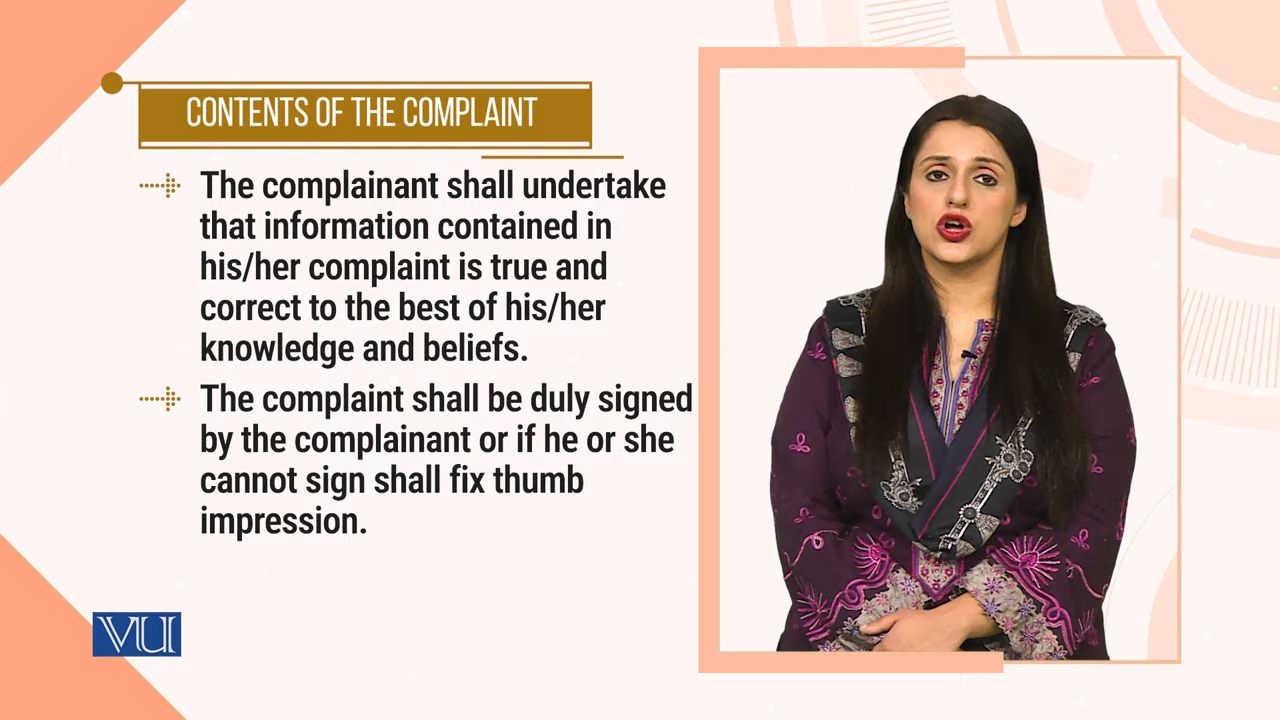 CONTENTS OF THE COMPLAINT
The complainant shall undertake
that information contained in
his/her complaint is true and
correct to the best of his/her
knowledge and beliefs.
The complaint shall be duly signed
by the complainant or if he or she
cannot sign shall fix thumb
impression.
VU